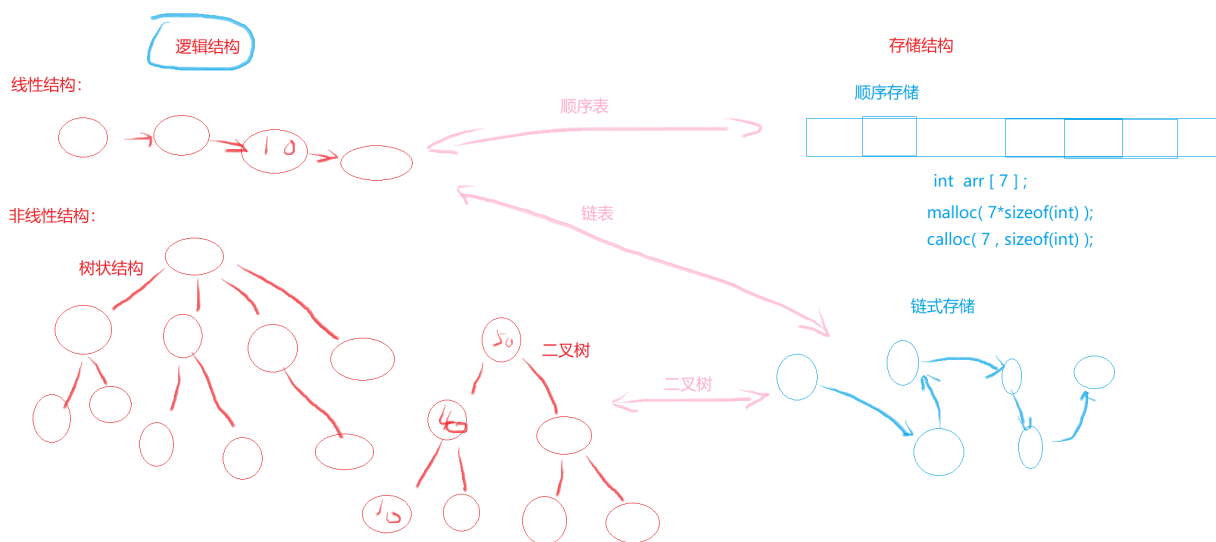 逻辑结构
存储结构
线性结构:
顺序存储
顺序表
10
int arr [ 7 ] ;
malloc( 7*sizeof(int) );
calloc( 7 , sizeof(int) );
链表
非线性结构:
树状结构
链式存储
50
二叉树
二叉树
40
10